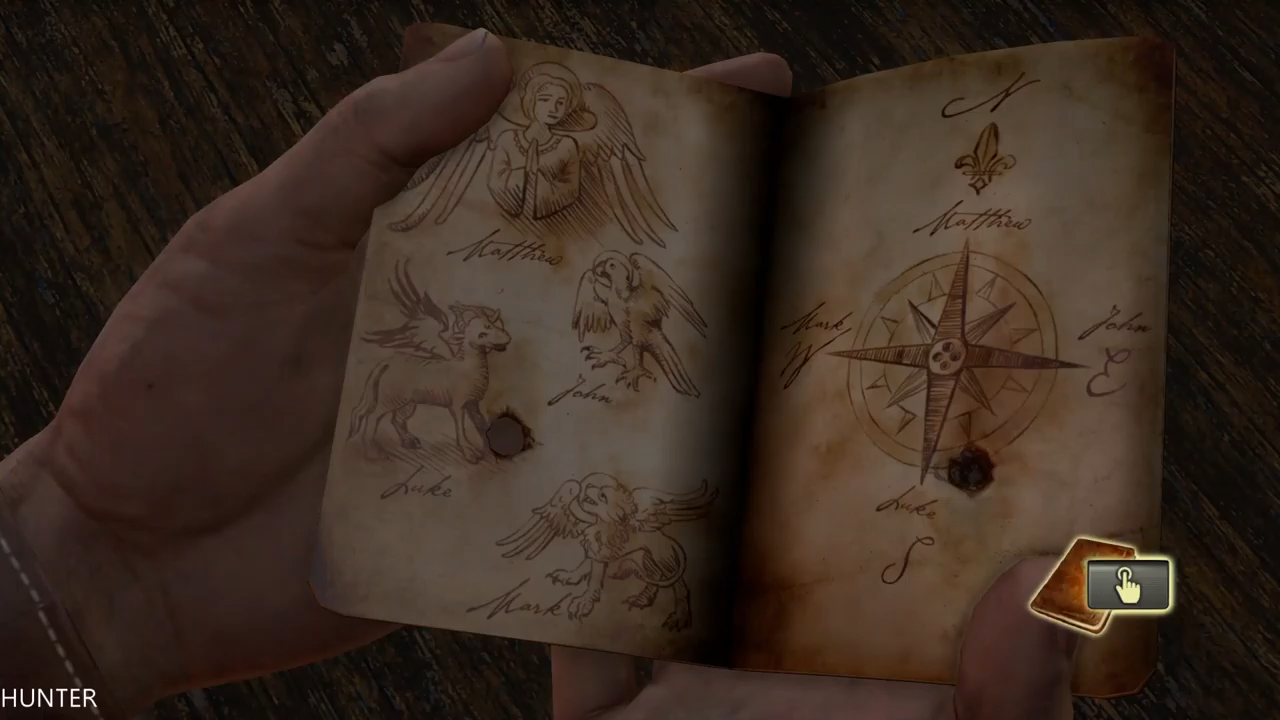 Matthew
John
Luke
Mark
N
Matthew
Mark
W
John
E
Luke
S
HUNTER